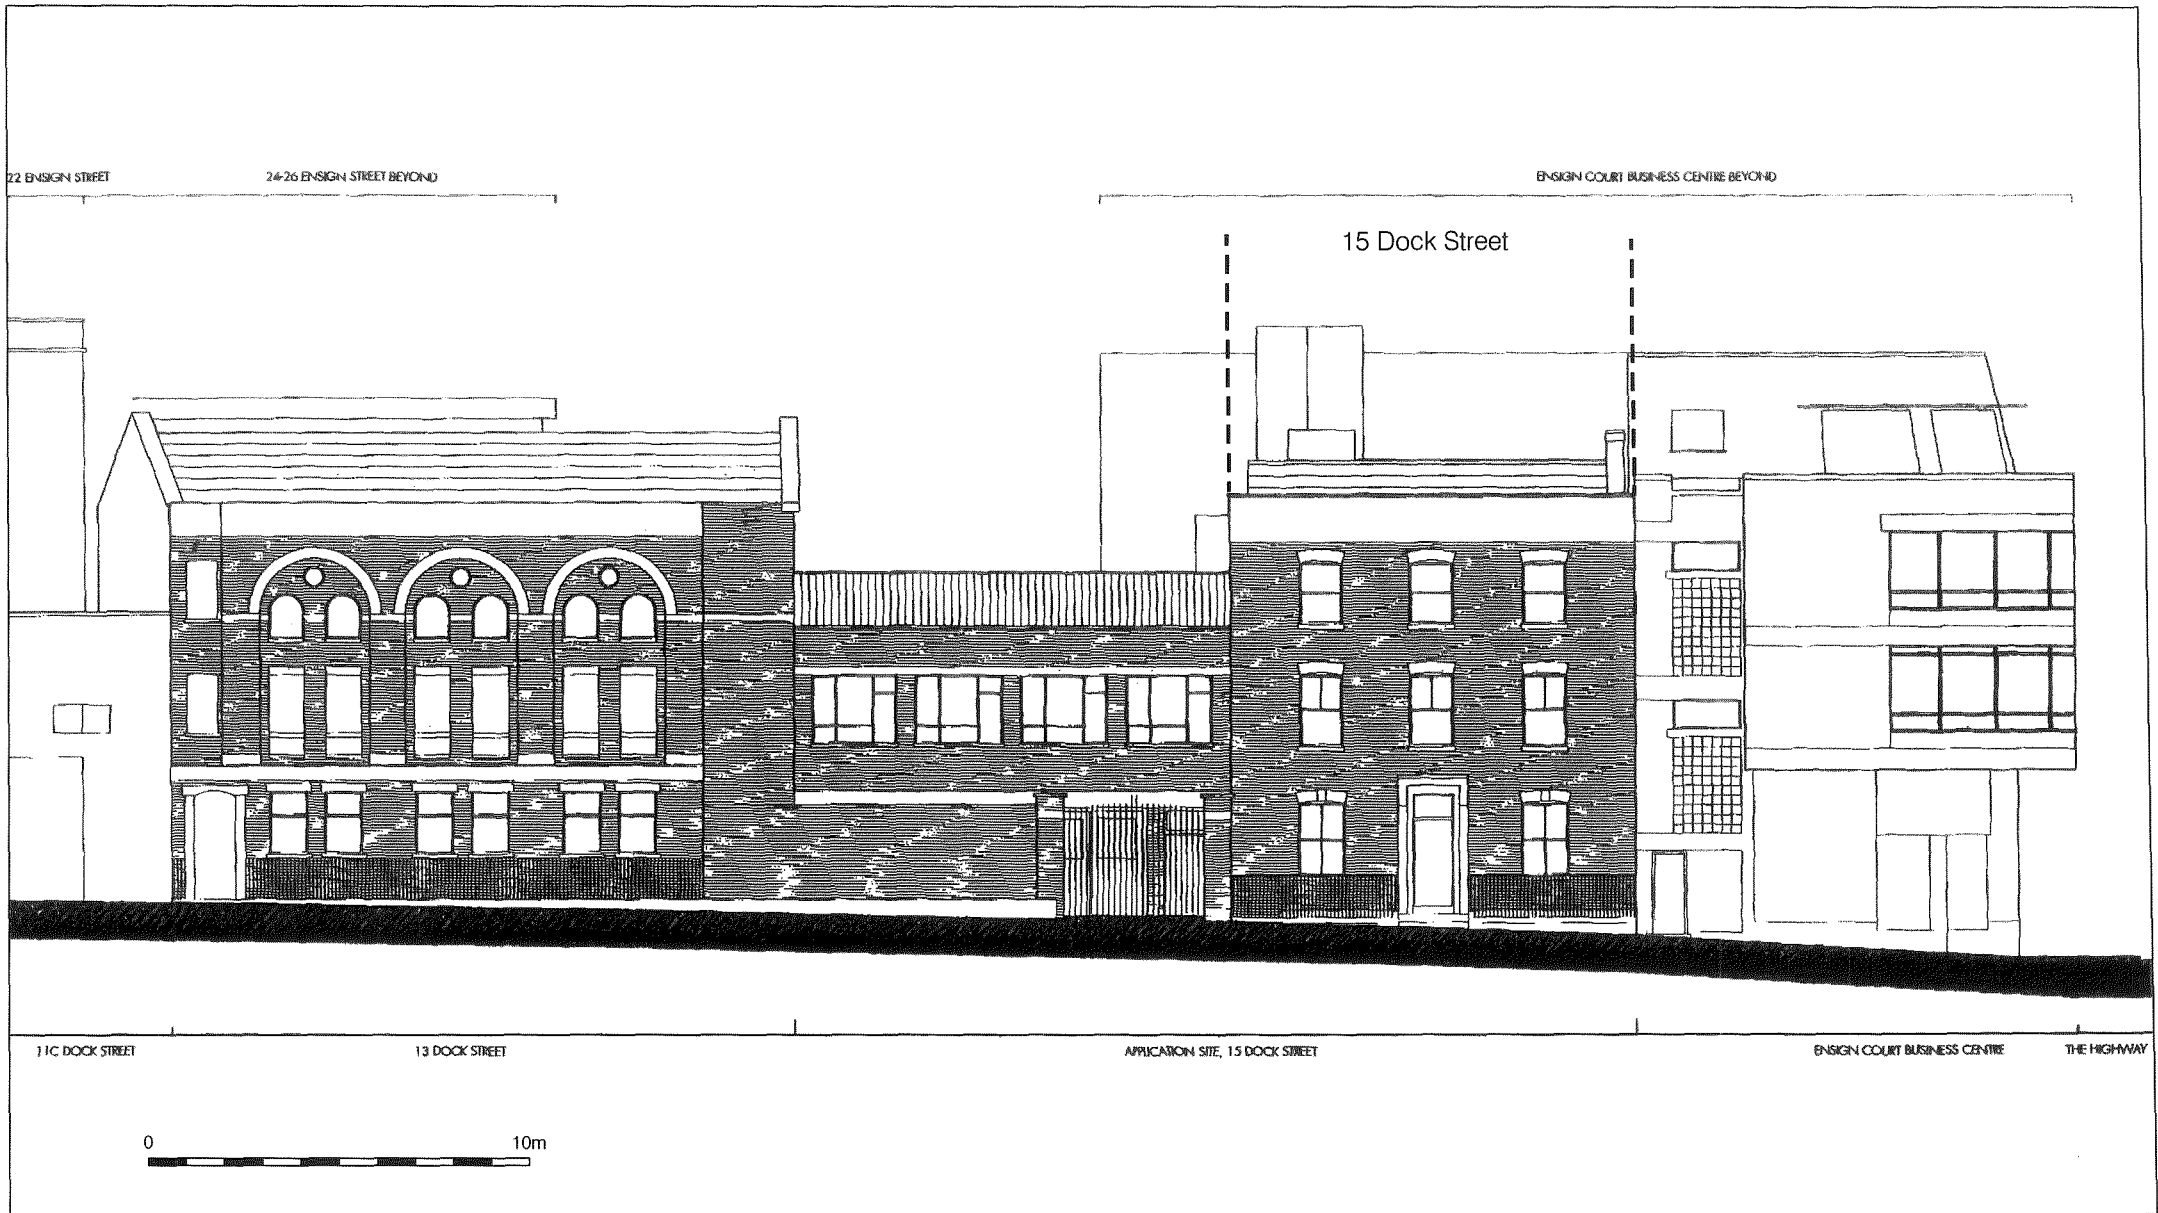 22 ENSIGN STREET
24-26 ENSIGN STREET BEYOND
ENSIGN COURT BUSINESS CENTRE BEYOND
15 Dock Street
11C DOCK STREET
13 DOCK STREET
APPLICATION SITE, 15 DOCK STREET
ENSIGN COURT BUSINESS CENTRE
THE HIGHWAY
0
10m